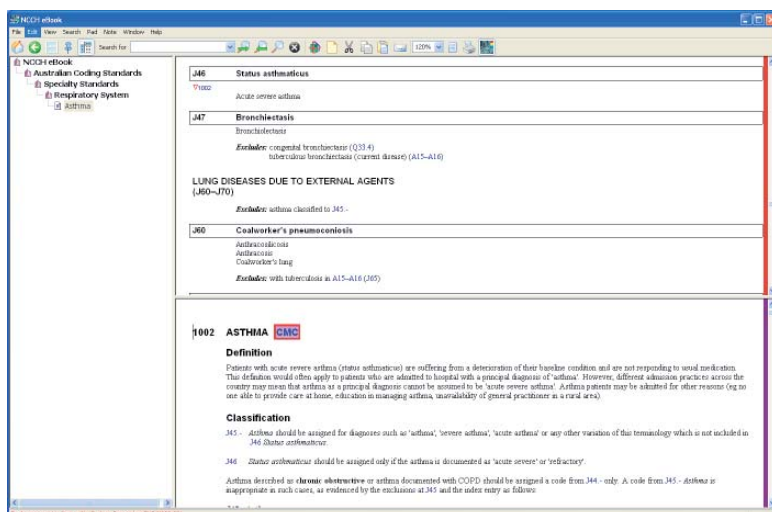 NCCH eBook
File Edit View Search Pad Note Window Help
Search for
120%
NCCH eBook
Australian Coding Standards
Specialty Standards
Respiratory System
Asthma
J46 Status asthmaticus
▽1002
Acute severe asthma
J47 Bronchiectasis
Bronchiolectasis
Excludes: congenital bronchiectasis (Q33.4)
tuberculous bronchiectasis (current disease) (A15–A16)
LUNG DISEASES DUE TO EXTERNAL AGENTS
(J60–J70)
Excludes: asthma classified to J45.-
J60 Coalworker's pneumoconiosis
Anthracosilicosis
Anthracosis
Coalworker's lung
Excludes: with tuberculosis in A15–A16 (J65)
1002 ASTHMA CMC
Definition
Patients with acute severe asthma (status asthmaticus) are suffering from a deterioration of their baseline condition and are not responding to usual medication.
This definition would often apply to patients who are admitted to hospital with a principal diagnosis of 'asthma'. However, different admission practices across the
country may mean that asthma as a principal diagnosis cannot be assumed to be 'acute severe asthma'. Asthma patients may be admitted for other reasons (eg no
one able to provide care at home, education in managing asthma, unavailability of general practitioner in a rural area).
Classification
J45.- Asthma should be assigned for diagnoses such as 'asthma', 'severe asthma', 'acute asthma' or any other variation of this terminology which is not included in
J46 Status asthmaticus.
J46 Status asthmaticus should be assigned only if the asthma is documented as 'acute severe' or 'refractory'.
Asthma described as chronic obstructive or asthma documented with COPD should be assigned a code from J44.- only. A code from J45.- Asthma is
inappropriate in such cases, as evidenced by the exclusions at J45 and the index entry as follows: